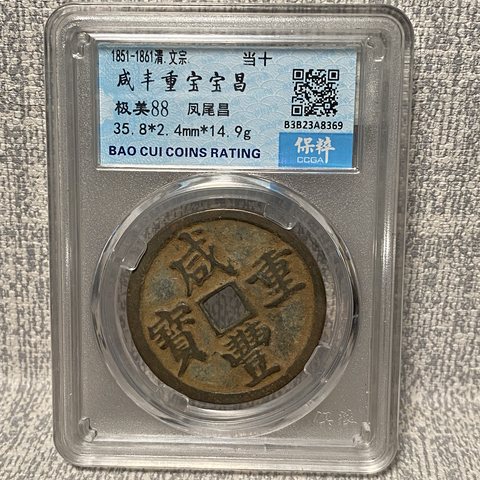 1851-1861清.文宗 当十
咸丰重宝宝昌
极美88 凤尾昌
35.8*2.4mm*14.9g
BAO CUI COINS RATING
B3B23A8369
保粹
CCGA
咸豐重寶
保粹